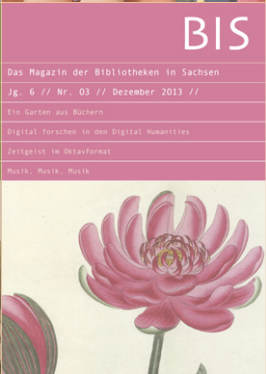 BIS
Das Magazin der Bibliotheken in Sachsen
Jg. 6 // Nr. 03 // Dezember 2013 //
Ein Garten aus Büchern
Digital forschen in den Digital Humanities
Zeitgeist im Oktavformat
Musik, Musik, Musik